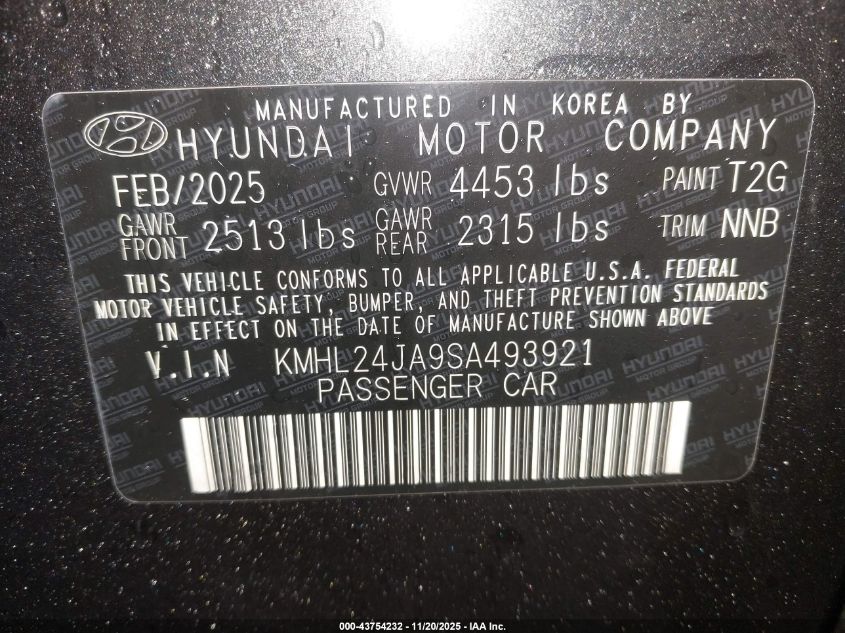 MANUFACTURED IN KOREA BY
HYUNDAI MOTOR COMPANY
FEB/2025 GVWR 4453 lbs PAINT T2G
GAWR FRONT 2513 lbs GAWR REAR 2315 lbs TRIM NNB
THIS VEHICLE CONFORMS TO ALL APPLICABLE U.S.A. FEDERAL
MOTOR VEHICLE SAFETY, BUMPER, AND THEFT PREVENTION STANDARDS
IN EFFECT ON THE DATE OF MANUFACTURE SHOWN ABOVE
V.I.N KMHL24JA9SA493921
PASSENGER CAR
000-43754232 - 11/20/2025 - IAA Inc.